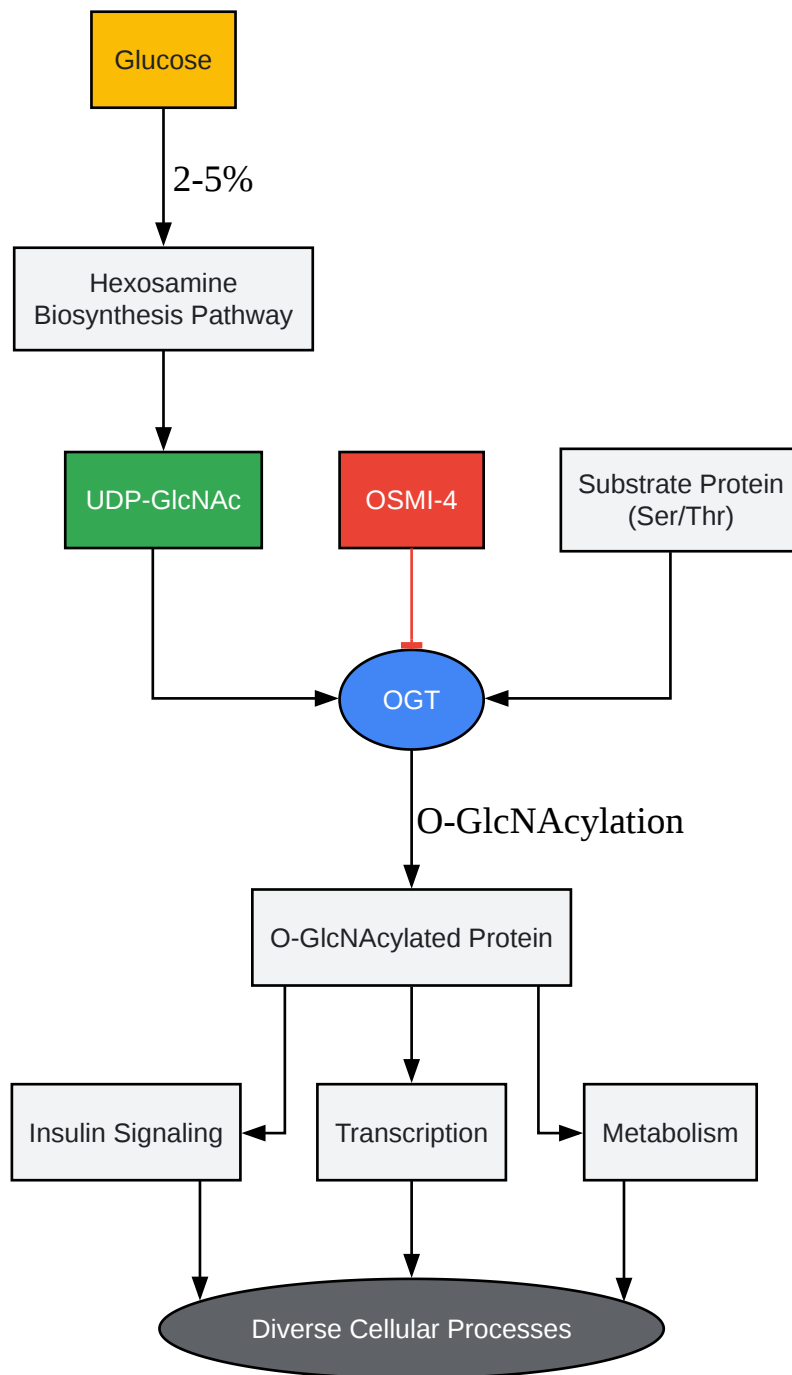 Glucose
2-5%
Hexosamine
Biosynthesis Pathway
UDP-GlcNAc
OSMI-4
Substrate Protein
(Ser/Thr)
OGT
O-GlcNAcylation
O-GlcNAcylated Protein
Insulin Signaling
Transcription
Metabolism
Diverse Cellular Processes